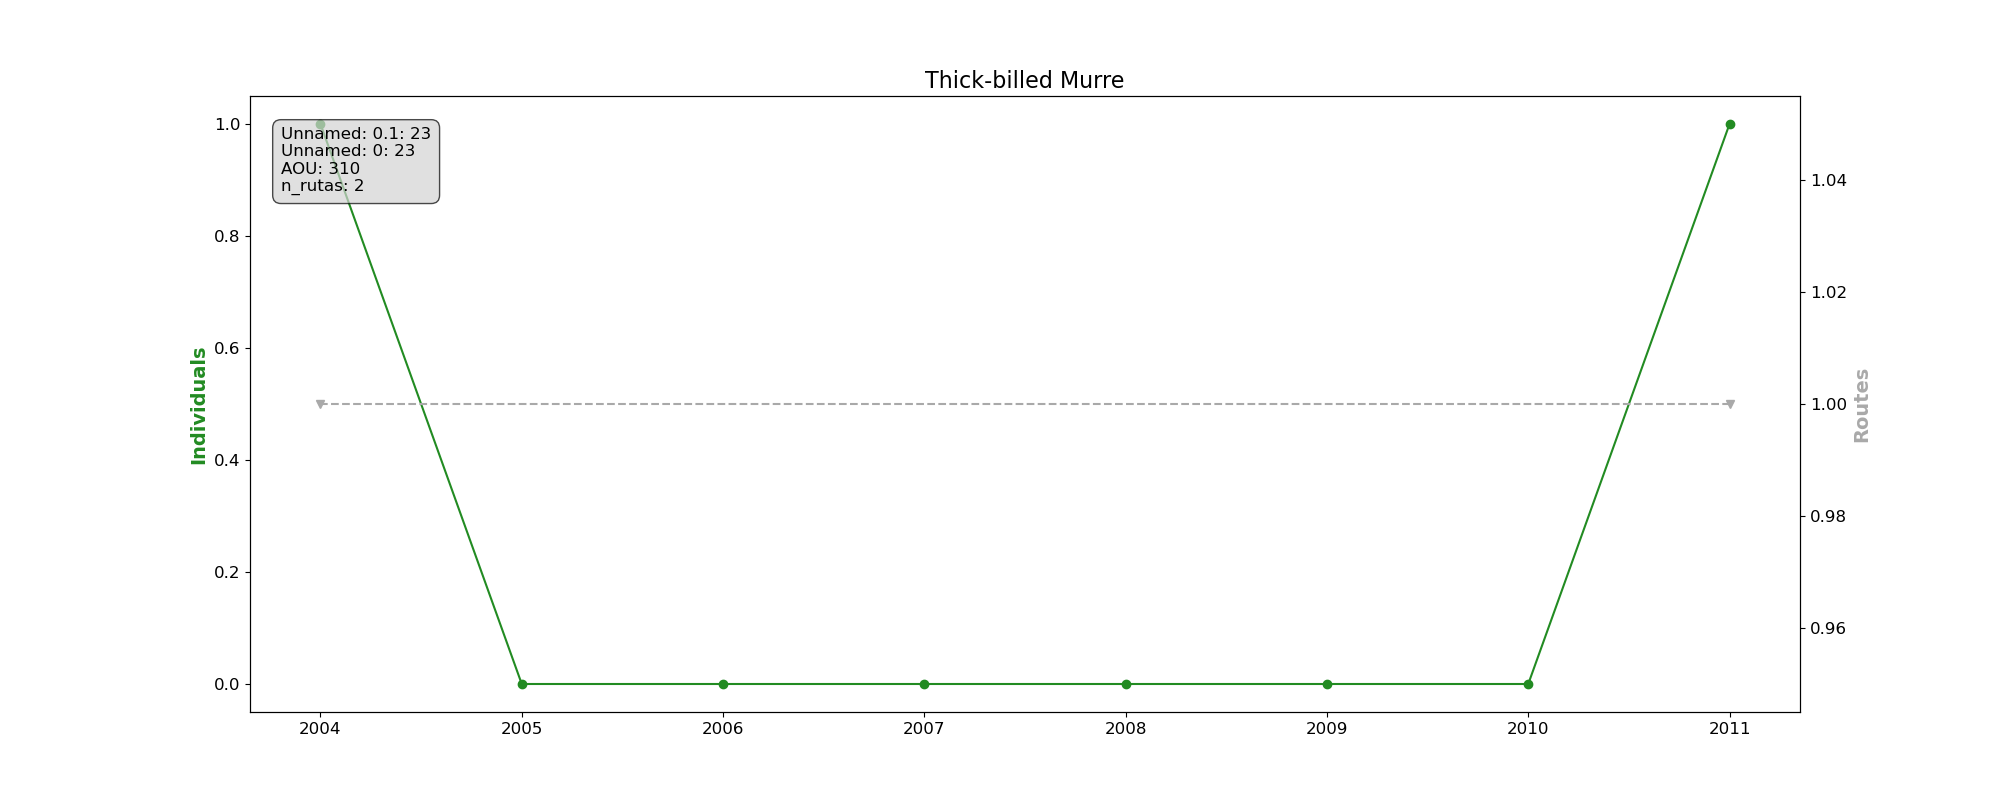 Thick-billed Murre
Unnamed: 0.1: 23
Unnamed: 0: 23
AOU: 310
n_rutas: 2
1.0
0.8
0.6
0.4
0.2
0.0
Individuals
1.04
1.02
1.00
0.98
0.96
Routes
2004 2005 2006 2007 2008 2009 2010 2011